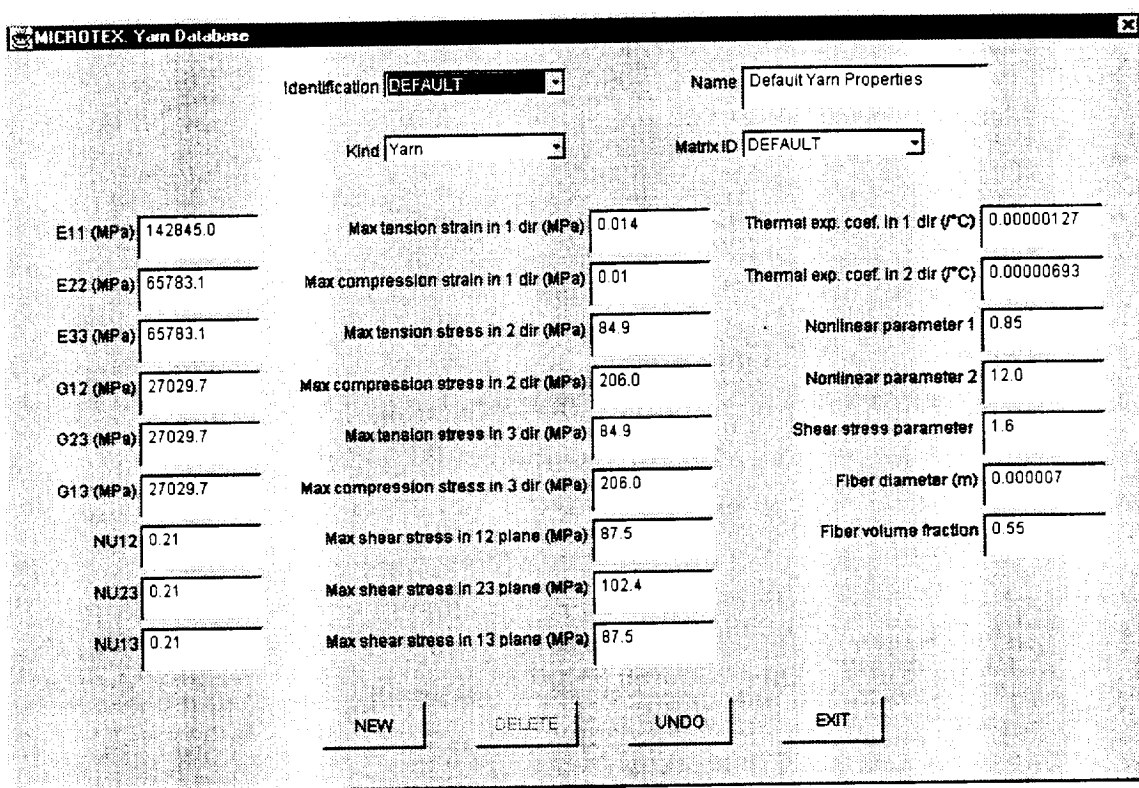 MICROTEX. Yarn Database
Identification DEFAULT
Name Default Yarn Properties
Kind Yarn
Matrix ID DEFAULT
E11 (MPa) 142845.0
E22 (MPa) 65783.1
E33 (MPa) 65783.1
G12 (MPa) 27029.7
G23 (MPa) 27029.7
G13 (MPa) 27029.7
NU12 0.21
NU23 0.21
NU13 0.21
Max tension strain in 1 dir (MPa) 0.014
Max compression strain in 1 dir (MPa) 0.01
Max tension stress in 2 dir (MPa) 84.9
Max compression stress in 2 dir (MPa) 206.0
Max tension stress in 3 dir (MPa) 84.9
Max compression stress in 3 dir (MPa) 206.0
Max shear stress in 12 plane (MPa) 87.5
Max shear stress in 23 plane (MPa) 102.4
Max shear stress in 13 plane (MPa) 87.5
Thermal exp. coef. in 1 dir (/°C) 0.00000127
Thermal exp. coef. in 2 dir (/°C) 0.00000693
Nonlinear parameter 1 0.85
Nonlinear parameter 2 12.0
Shear stress parameter 1.6
Fiber diameter (m) 0.000007
Fiber volume fraction 0.55
NEW DELETE UNDO EXIT